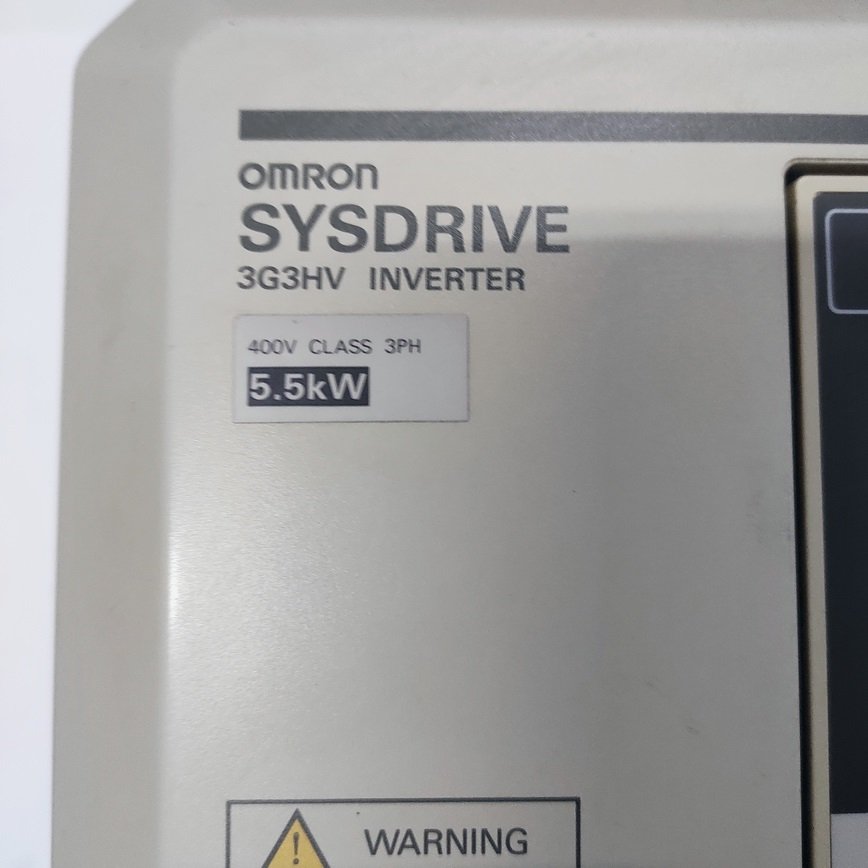 OMRON
SYSDRIVE
3G3HV INVERTER
400V CLASS 3PH
5.5kW
! WARNING